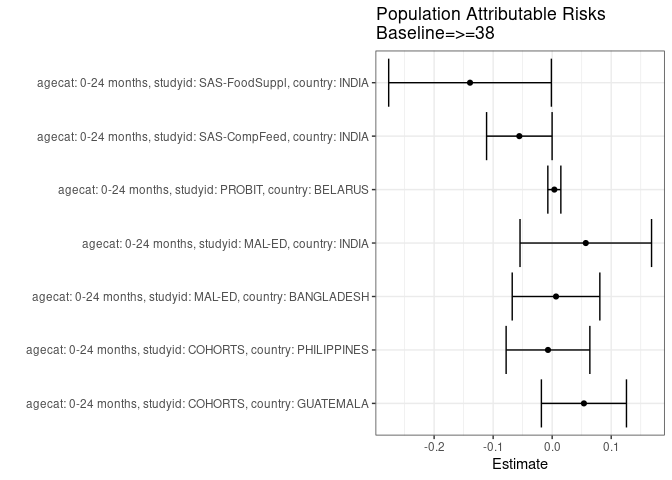 Population Attributable Risks
Baseline=>=38
agecat: 0-24 months, studyid: SAS-FoodSuppl, country: INDIA
agecat: 0-24 months, studyid: SAS-CompFeed, country: INDIA
agecat: 0-24 months, studyid: PROBIT, country: BELARUS
agecat: 0-24 months, studyid: MAL-ED, country: INDIA
agecat: 0-24 months, studyid: MAL-ED, country: BANGLADESH
agecat: 0-24 months, studyid: COHORTS, country: PHILIPPINES
agecat: 0-24 months, studyid: COHORTS, country: GUATEMALA
-0.2 -0.1 0.0 0.1
Estimate